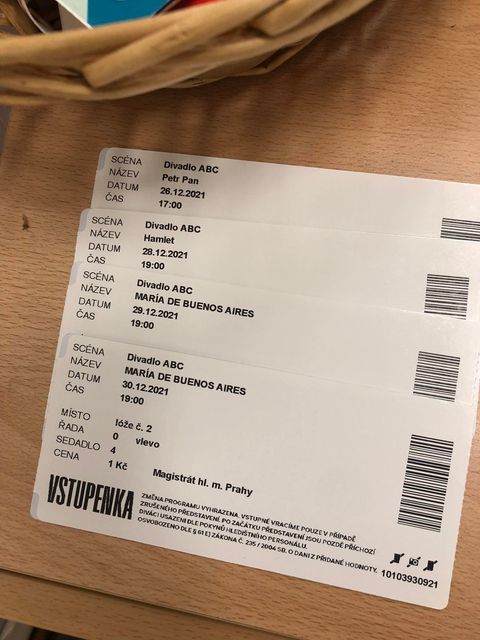 SCÉNA Divadlo ABC
NÁZEV Petr Pan
DATUM 26.12.2021
ČAS 17:00
SCÉNA Divadlo ABC
NÁZEV Hamlet
DATUM 28.12.2021
ČAS 19:00
SCÉNA Divadlo ABC
NÁZEV MARÍA DE BUENOS AIRES
DATUM 29.12.2021
ČAS 19:00
SCÉNA Divadlo ABC
NÁZEV MARÍA DE BUENOS AIRES
DATUM 30.12.2021
ČAS 19:00
MÍSTO lóže č. 2
ŘADA 0 vlevo
SEDADLO 4
CENA 1 Kč
Magistrát hl. m. Prahy
VSTUPENKA
ZMĚNA PROGRAMU VYHRAZENA. VSTUPNÉ VRACÍME POUZE V PŘÍPADĚ
ZRUŠENÉHO PŘEDSTAVENÍ. PO ZAČÁTKU PŘEDSTAVENÍ JSOU POZDĚ PŘÍCHOZÍ
DIVÁCI USAZENI DLE POKYNŮ HLEDIŠTNÍHO PERSONÁLU.
OSVOBOZENO DLE § 61 E) ZÁKONA Č. 235 / 2004 SB. O DANI Z PŘIDANÉ HODNOTY.
10103930921